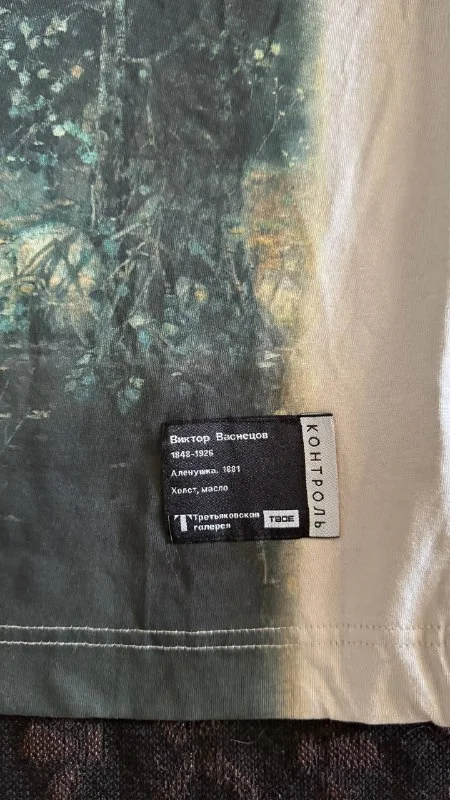 Виктор Васнецов
1848-1926
Аленушка. 1881
Холст, масло
Третьяковская
галерея
ТВОЕ
КОНТРОЛЬ